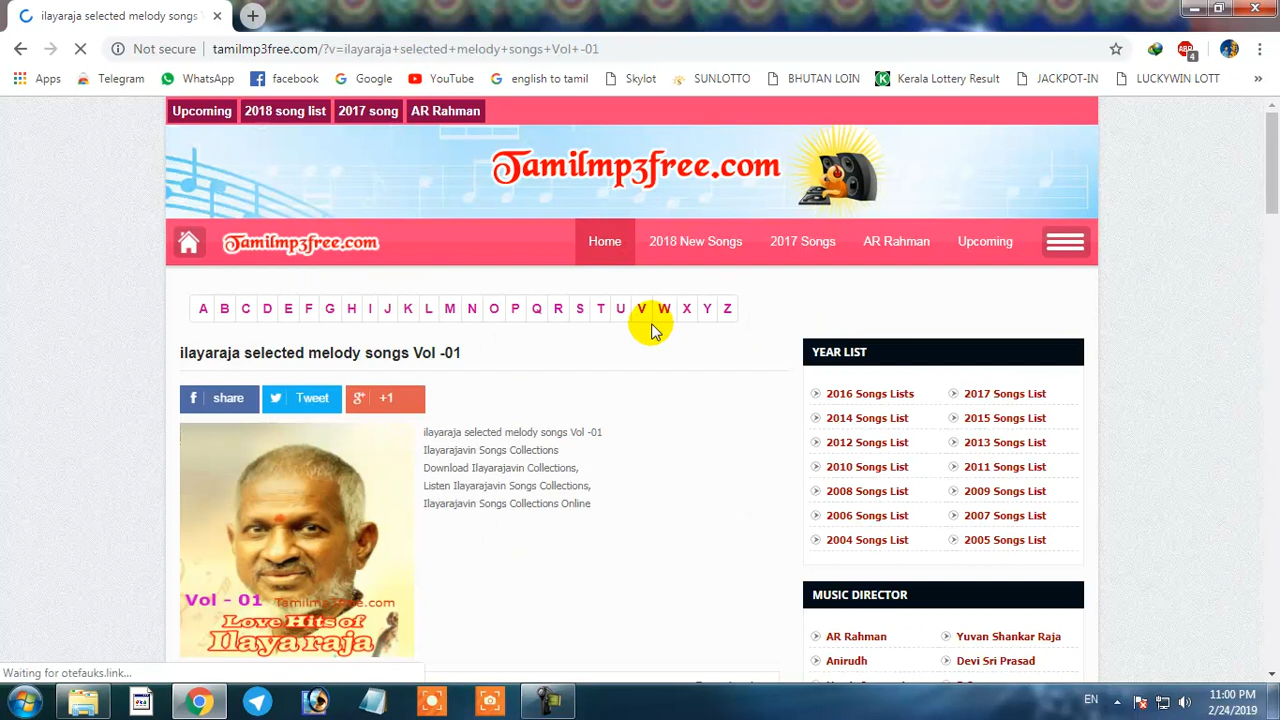 ilayaraja selected melody songs V
Not secure | tamilmp3free.com/?v=ilayaraja+selected+melody+songs+Vol+-01
4
Apps Telegram WhatsApp facebook Google YouTube english to tamil Skylot SUNLOTTO BHUTAN LOIN Kerala Lottery Result JACKPOT-IN LUCKYWIN LOTT »
Upcoming 2018 song list 2017 song AR Rahman
Tamilmp3free.com
Tamilmp3free.com Home 2018 New Songs 2017 Songs AR Rahman Upcoming
A B C D E F G H I J K L M N O P Q R S T U V W X Y Z
ilayaraja selected melody songs Vol -01
share Tweet +1
ilayaraja selected melody songs Vol -01
Ilayarajavin Songs Collections
Download Ilayarajavin Collections,
Listen Ilayarajavin Songs Collections,
Ilayarajavin Songs Collections Online
Vol - 01 Tamilmp3free.com
Love Hits of
Ilayaraja
YEAR LIST
2016 Songs Lists 2017 Songs List
2014 Songs List 2015 Songs List
2012 Songs List 2013 Songs List
2010 Songs List 2011 Songs List
2008 Songs List 2009 Songs List
2006 Songs List 2007 Songs List
2004 Songs List 2005 Songs List
MUSIC DIRECTOR
AR Rahman Yuvan Shankar Raja
Anirudh Devi Sri Prasad
Waiting for otefauks.link...
EN 11:00 PM
2/24/2019